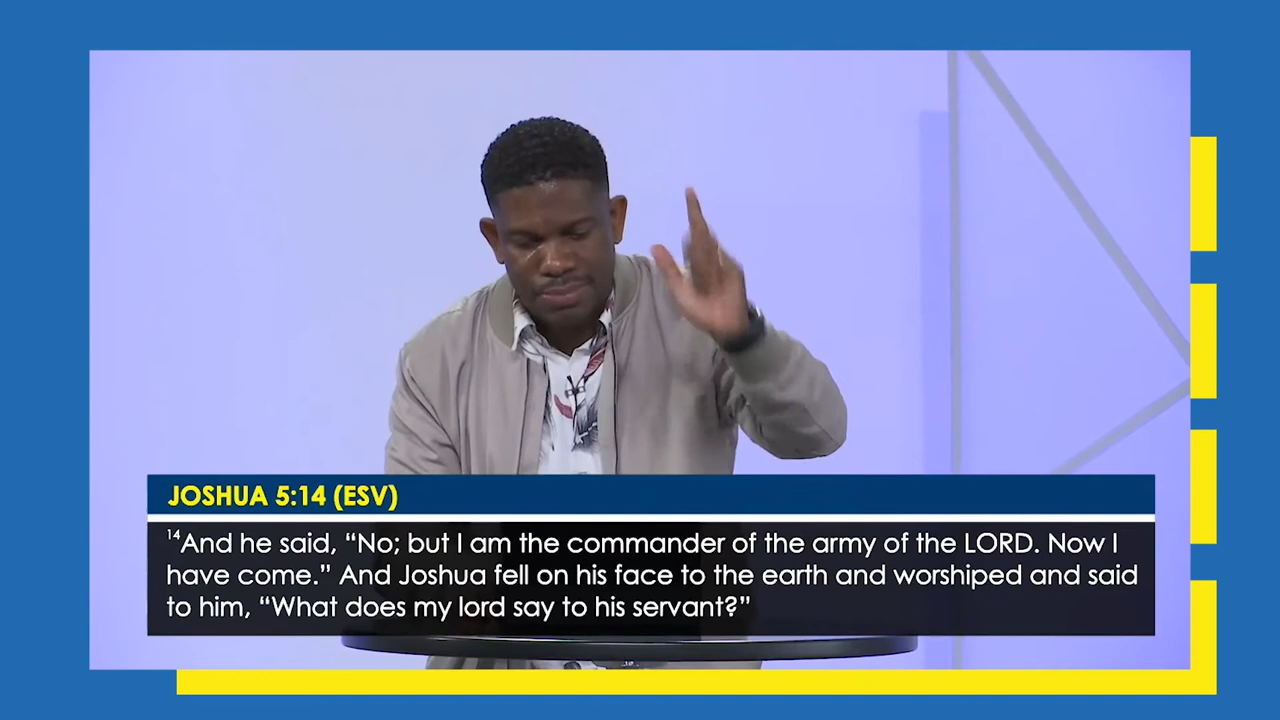 JOSHUA 5:14 (ESV)
¹⁴And he said, “No; but I am the commander of the army of the LORD. Now I
have come.” And Joshua fell on his face to the earth and worshiped and said
to him, “What does my lord say to his servant?”